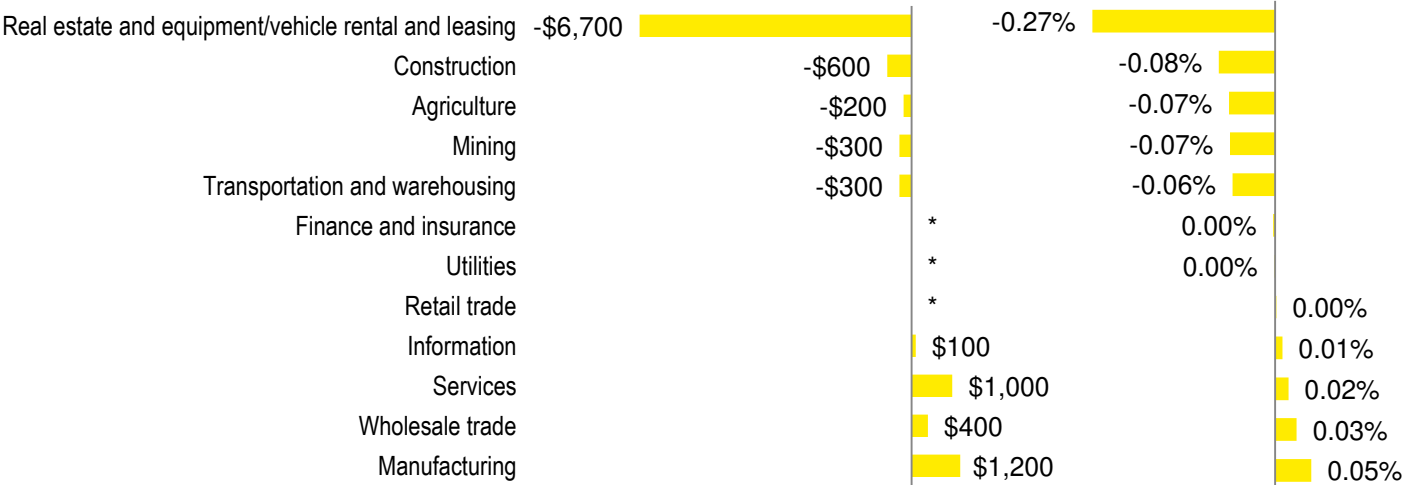 Real estate and equipment/vehicle rental and leasing -$6,700 -0.27%
Construction -$600 -0.08%
Agriculture -$200 -0.07%
Mining -$300 -0.07%
Transportation and warehousing -$300 -0.06%
Finance and insurance * 0.00%
Utilities * 0.00%
Retail trade * 0.00%
Information $100 0.01%
Services $1,000 0.02%
Wholesale trade $400 0.03%
Manufacturing $1,200 0.05%